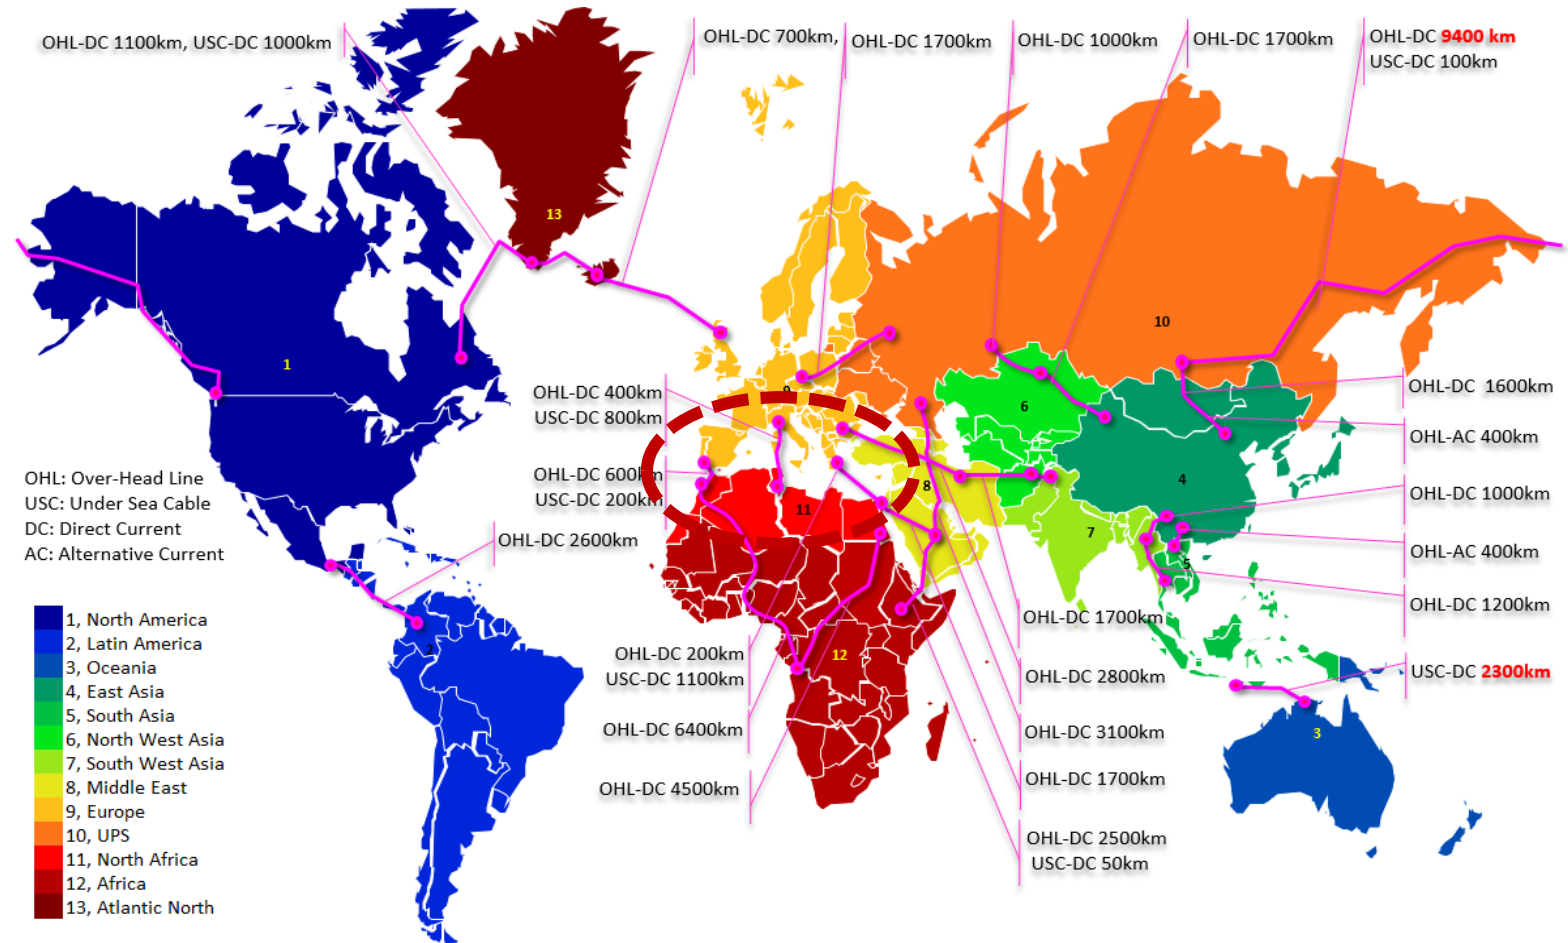 OHL-DC 1100km, USC-DC 1000km
OHL-DC 700km,
OHL-DC 1700km
OHL-DC 1000km
OHL-DC 1700km
OHL-DC 9400 km
USC-DC 100km
13
10
1
9
6
4
8
11
7
5
12
2
3
OHL-DC 400km
USC-DC 800km
OHL-DC 600km
USC-DC 200km
OHL-DC 1600km
OHL-AC 400km
OHL-DC 1000km
OHL-AC 400km
OHL-DC 1200km
USC-DC 2300km
OHL: Over-Head Line
USC: Under Sea Cable
DC: Direct Current
AC: Alternative Current
OHL-DC 2600km
OHL-DC 200km
USC-DC 1100km
OHL-DC 6400km
OHL-DC 4500km
OHL-DC 1700km
OHL-DC 2800km
OHL-DC 3100km
OHL-DC 1700km
OHL-DC 2500km
USC-DC 50km
1, North America
2, Latin America
3, Oceania
4, East Asia
5, South Asia
6, North West Asia
7, South West Asia
8, Middle East
9, Europe
10, UPS
11, North Africa
12, Africa
13, Atlantic North